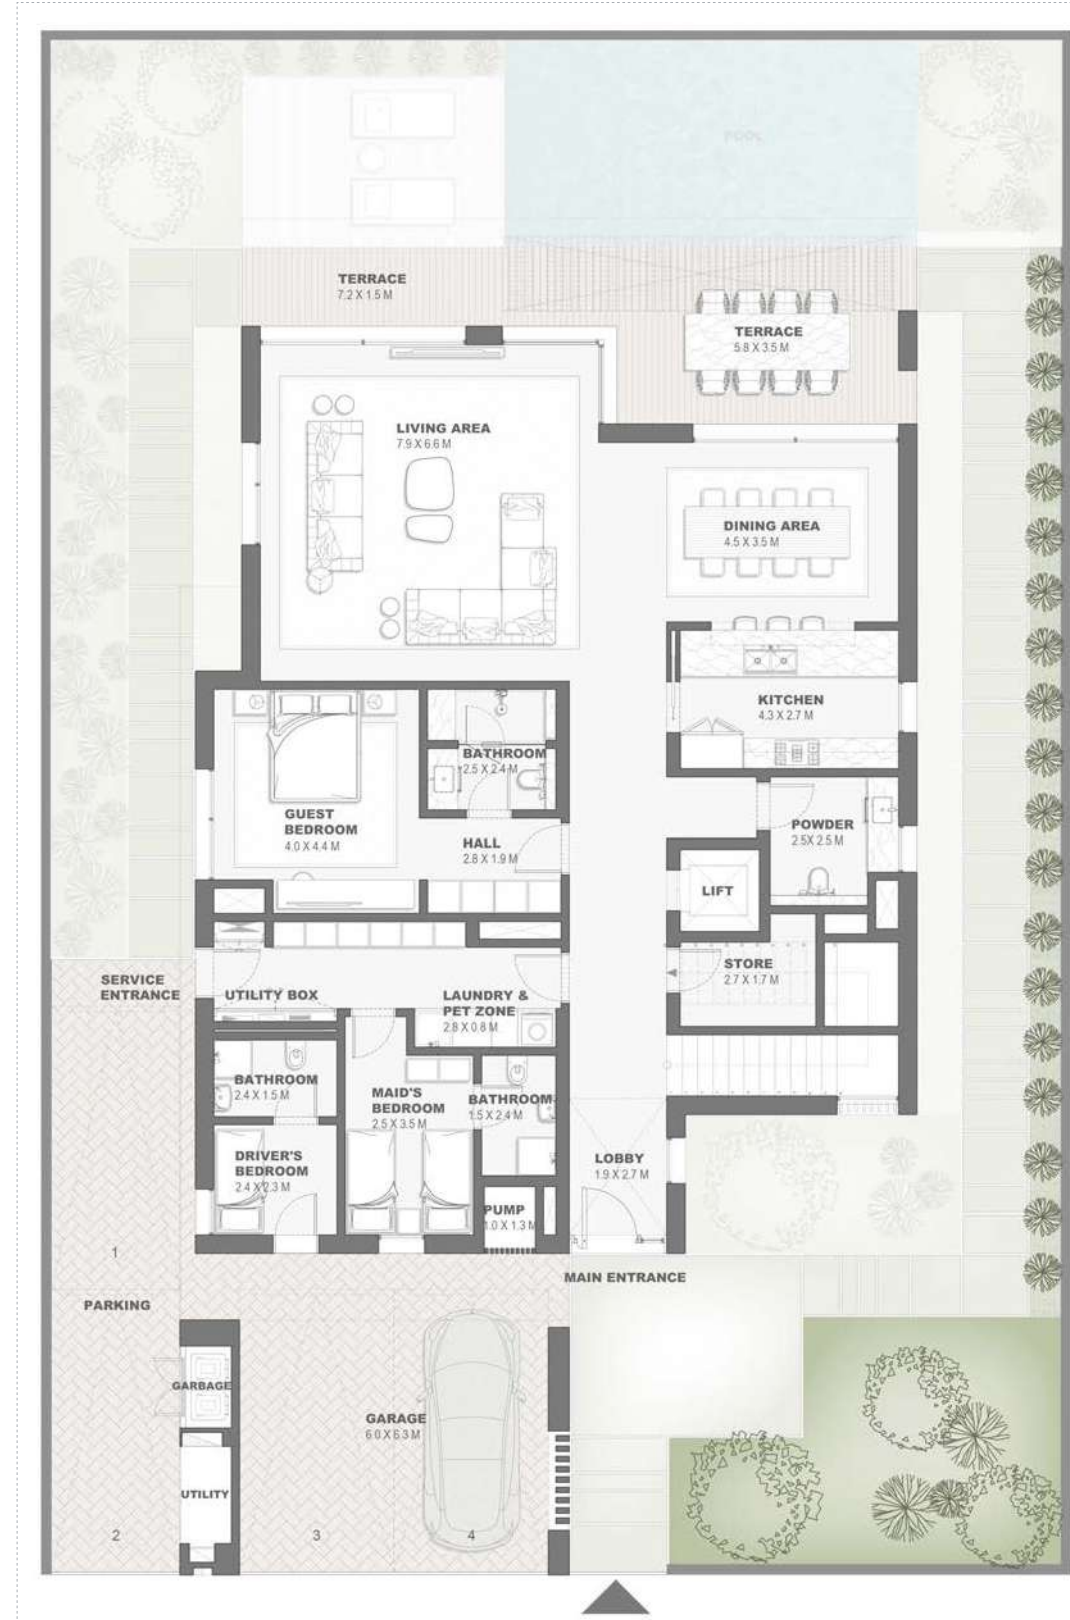 POOL
TERRACE
7.2 X 1.5 M
TERRACE
5.8 X 3.5 M
LIVING AREA
7.9 X 6.6 M
DINING AREA
4.5 X 3.5 M
KITCHEN
4.3 X 2.7 M
BATHROOM
2.5 X 2.4 M
GUEST
BEDROOM
4.0 X 4.4 M
HALL
2.8 X 1.9 M
POWDER
2.5 X 2.5 M
LIFT
STORE
2.7 X 1.7 M
SERVICE
ENTRANCE
UTILITY BOX
LAUNDRY &
PET ZONE
2.8 X 0.8 M
BATHROOM
2.4 X 1.5 M
MAID'S
BEDROOM
2.5 X 3.5 M
BATHROOM
1.5 X 2.4 M
DRIVER'S
BEDROOM
2.4 X 2.3 M
LOBBY
1.9 X 2.7 M
PUMP
1.0 X 1.3 M
1
MAIN ENTRANCE
PARKING
GARBAGE
GARAGE
6.0 X 6.3 M
UTILITY
2
3
4